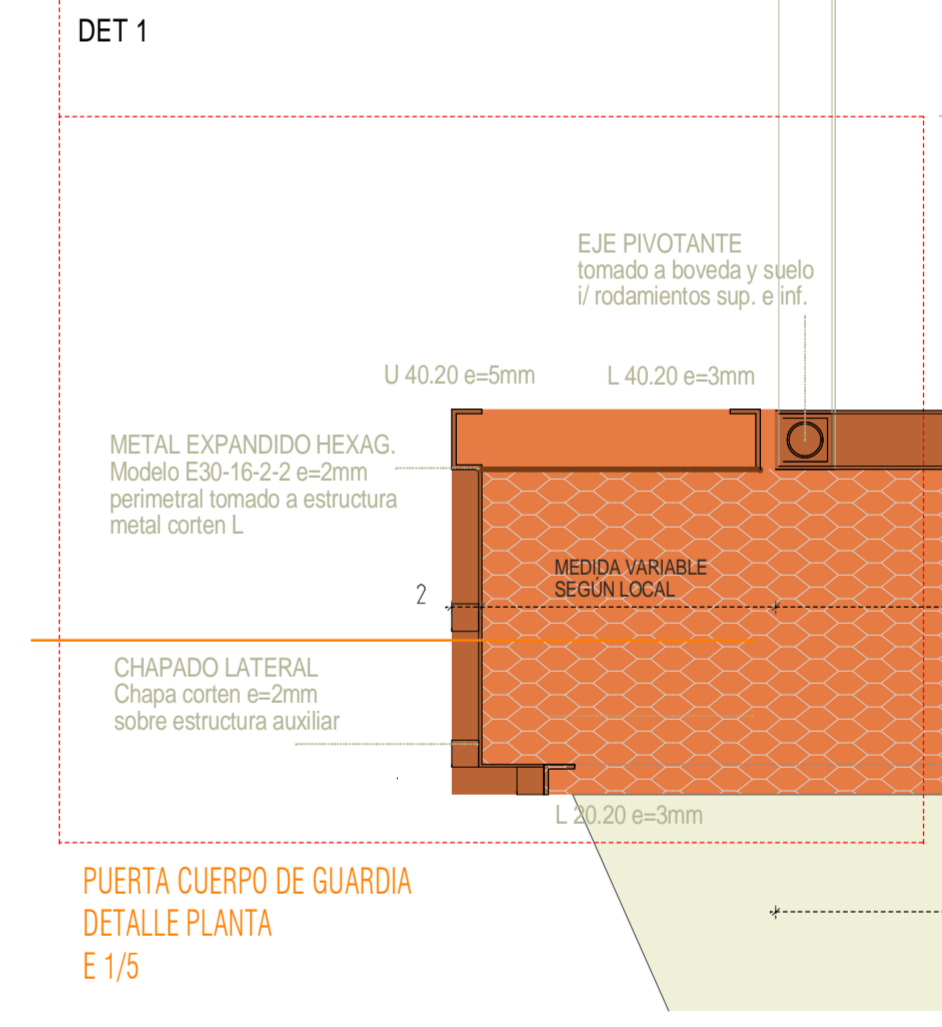 DET 1
EJE PIVOTANTE
tomado a boveda y suelo
i/ rodamientos sup. e inf.
U 40.20 e=5mm
L 40.20 e=3mm
METAL EXPANDIDO HEXAG.
Modelo E30-16-2-2 e=2mm
perimetral tomado a estructura
metal corten L
MEDIDA VARIABLE
SEGÚN LOCAL
2
CHAPADO LATERAL
Chapa corten e=2mm
sobre estructura auxiliar
L 20.20 e=3mm
PUERTA CUERPO DE GUARDIA
DETALLE PLANTA
E 1/5